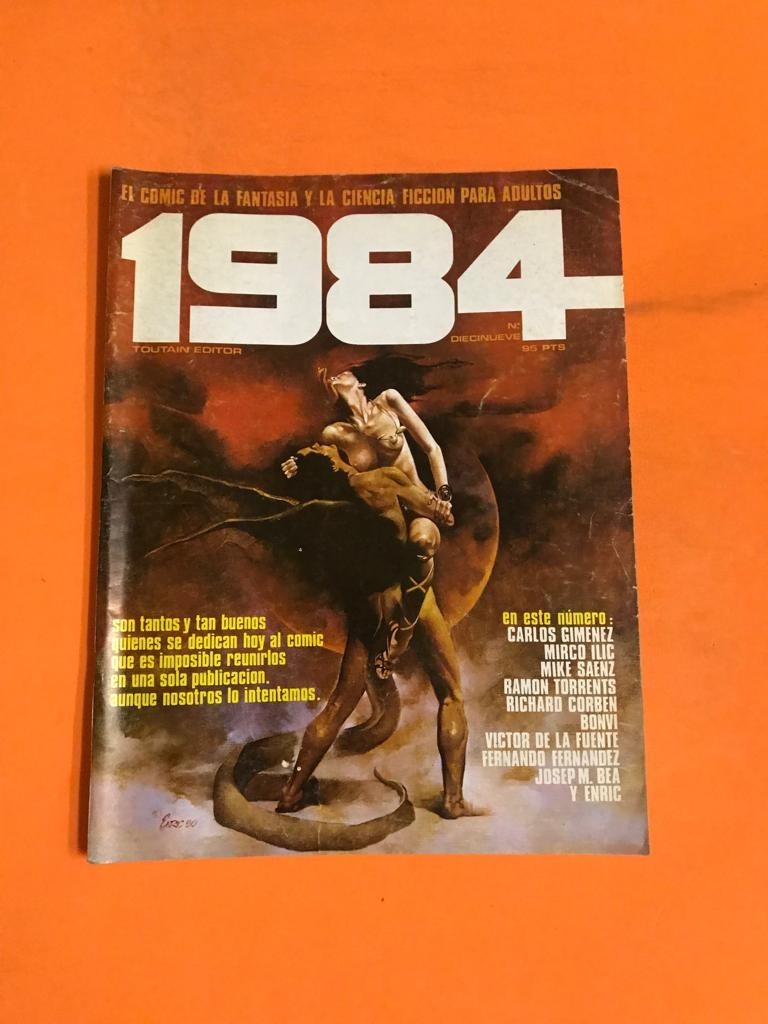 EL COMIC DE LA FANTASIA Y LA CIENCIA FICCION PARA ADULTOS
1984
TOUTAIN EDITOR
Nº
DIECINUEVE
95 PTS
son tantos y tan buenos
quienes se dedican hoy al comic
que es imposible reunirlos
en una sola publicacion.
aunque nosotros lo intentamos.
en este número:
CARLOS GIMENEZ
MIRCO ILIC
MIKE SAENZ
RAMON TORRENTS
RICHARD CORBEN
BONVI
VICTOR DE LA FUENTE
FERNANDO FERNANDEZ
JOSEP M. BEA
Y ENRIC
Enric 80